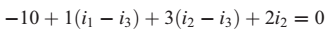 −10 + 1(i₁ − i₃) + 3(i₂ − i₃) + 2i₂ = 0